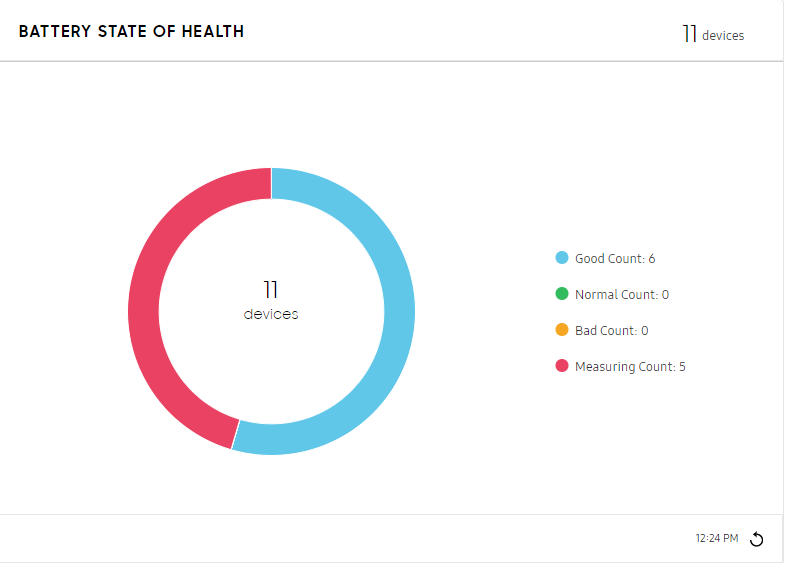 BATTERY STATE OF HEALTH
11 devices
11
devices
Good Count: 6
Normal Count: 0
Bad Count: 0
Measuring Count: 5
12:24 PM